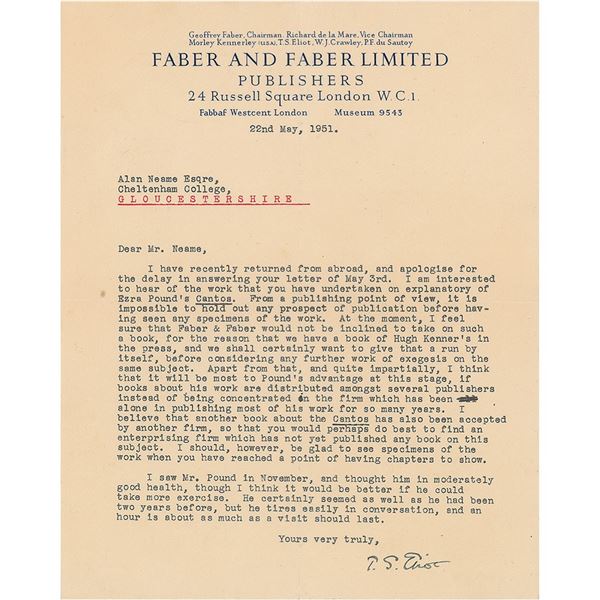 Geoffrey Faber, Chairman. Richard de la Mare, Vice Chairman
Morley Kennerley (U.S.A), T.S. Eliot, W.J. Crawley, P.F. du Sautoy
FABER AND FABER LIMITED
PUBLISHERS
24 Russell Square London W.C.1.
Fabbaf Westcent London Museum 9543
22nd May, 1951.
Alan Neame Esqre,
Cheltenham College,
GLOUCESTERSHIRE
Dear Mr. Neame,
I have recently returned from abroad, and apologise for
the delay in answering your letter of May 3rd. I am interested
to hear of the work that you have undertaken on explanatory of
Ezra Pound's Cantos. From a publishing point of view, it is
impossible to hold out any prospect of publication before hav-
ing seen any specimens of the work. At the moment, I feel
sure that Faber & Faber would not be inclined to take on such
a book, for the reason that we have a book of Hugh Kenner's in
the press, and we shall certainly want to give that a run by
itself, before considering any further work of exegesis on the
same subject. Apart from that, and quite impartially, I think
that it will be most to Pound's advantage at this stage, if
books about his work are distributed amongst several publishers
instead of being concentrated in the firm which has been
alone in publishing most of his work for so many years. I
believe that another book about the Cantos has also been accepted
by another firm, so that you would perhaps do best to find an
enterprising firm which has not yet published any book on this
subject. I should, however, be glad to see specimens of the
work when you have reached a point of having chapters to show.
I saw Mr. Pound in November, and thought him in moderately
good health, though I think it would be better if he could
take more exercise. He certainly seemed as well as he had been
two years before, but he tires easily in conversation, and an
hour is about as much as a visit should last.
Yours very truly,
T. S. Eliot